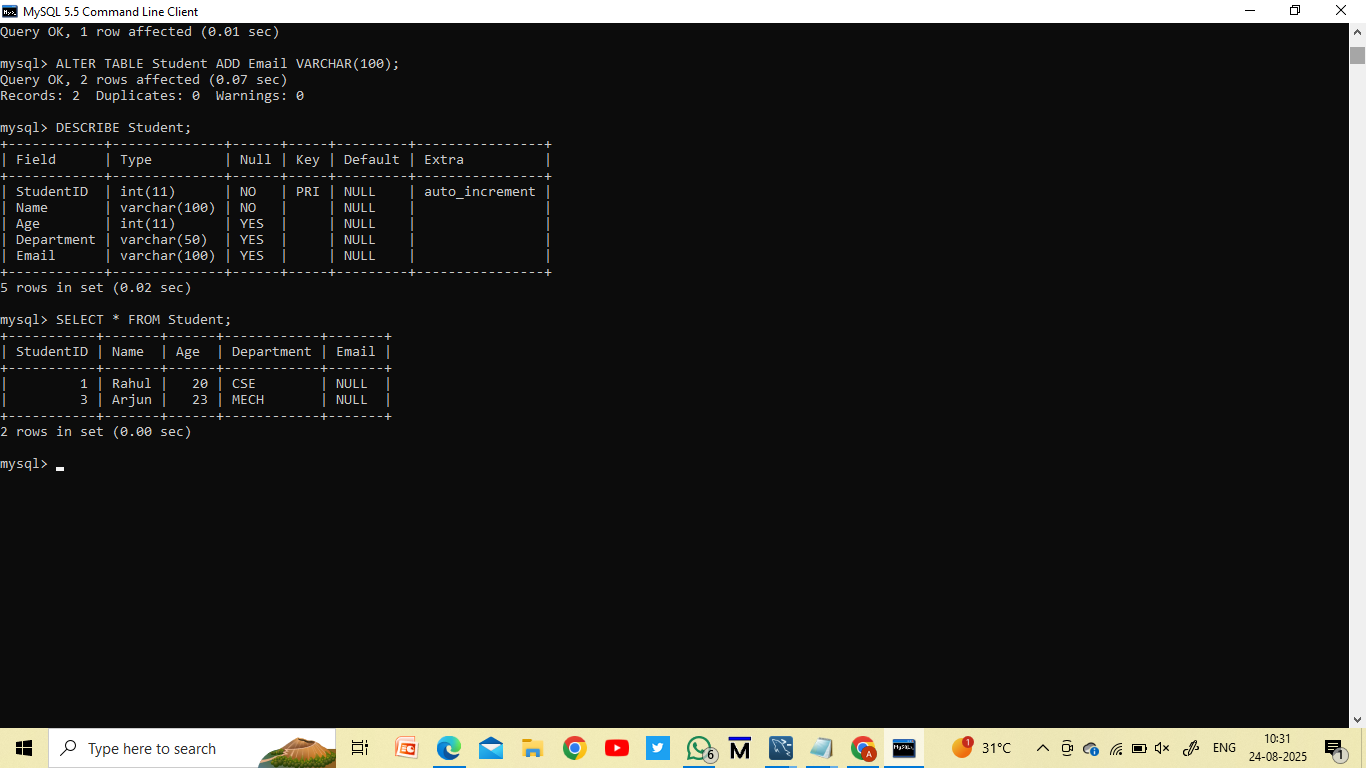 MySQL 5.5 Command Line Client
Query OK, 1 row affected (0.01 sec)
mysql> ALTER TABLE Student ADD Email VARCHAR(100);
Query OK, 2 rows affected (0.07 sec)
Records: 2  Duplicates: 0  Warnings: 0
mysql> DESCRIBE Student;
+------------+--------------+------+-----+---------+----------------+
| Field      | Type         | Null | Key | Default | Extra          |
+------------+--------------+------+-----+---------+----------------+
| StudentID  | int(11)      | NO   | PRI | NULL    | auto_increment |
| Name       | varchar(100) | NO   |     | NULL    |                |
| Age        | int(11)      | YES  |     | NULL    |                |
| Department | varchar(50)  | YES  |     | NULL    |                |
| Email      | varchar(100) | YES  |     | NULL    |                |
+------------+--------------+------+-----+---------+----------------+
5 rows in set (0.02 sec)
mysql> SELECT * FROM Student;
+-----------+-------+------+------------+-------+
| StudentID | Name  | Age  | Department | Email |
+-----------+-------+------+------------+-------+
|         1 | Rahul |   20 | CSE        | NULL  |
|         3 | Arjun |   23 | MECH       | NULL  |
+-----------+-------+------+------------+-------+
2 rows in set (0.00 sec)
mysql>
Type here to search
6
M
A
1
31°C
ENG
10:31
24-08-2025
1